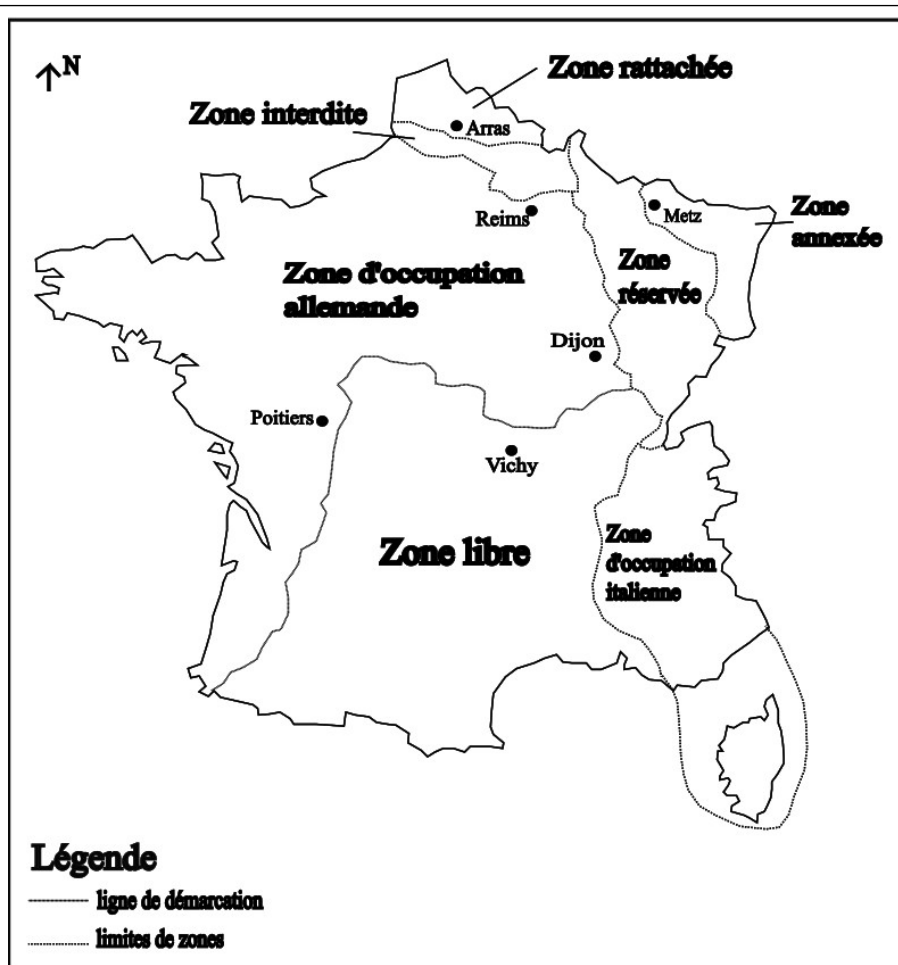 N
Zone rattachée
Zone interdite
Arras
Reims
Metz
Zone
annexée
Zone d'occupation
allemande
Zone
réservée
Dijon
Poitiers
Vichy
Zone libre
Zone
d'occupation
italienne
Légende
ligne de démarcation
limites de zones